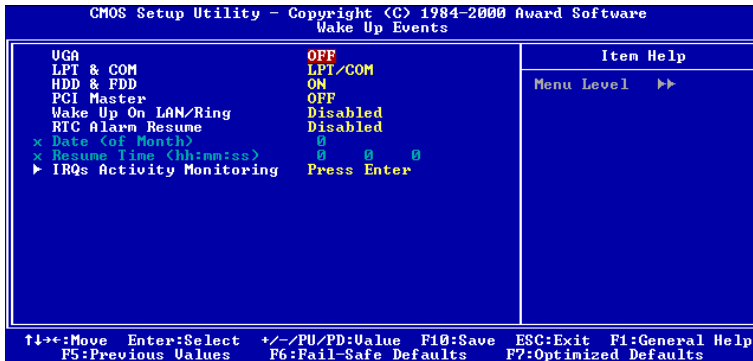 CMOS Setup Utility - Copyright (C) 1984-2000 Award Software
Wake Up Events
VGA OFF
LPT & COM LPT/COM
HDD & FDD ON
PCI Master OFF
Wake Up On LAN/Ring Disabled
RTC Alarm Resume Disabled
x Date (of Month) 0
x Resume Time (hh:mm:ss) 0 0 0
▶ IRQs Activity Monitoring Press Enter
Item Help
Menu Level ▶▶
↑↓→←:Move Enter:Select +/-/PU/PD:Value F10:Save ESC:Exit F1:General Help
F5:Previous Values F6:Fail-Safe Defaults F7:Optimized Defaults